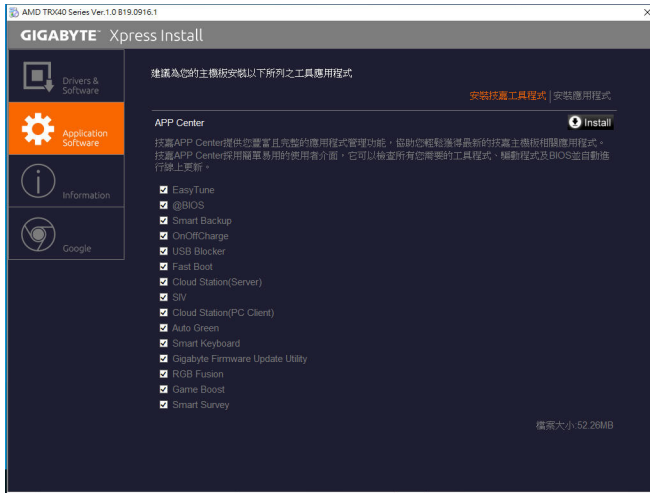 AMD TRX40 Series Ver.1.0 B19.0916.1
GIGABYTE™ Xpress Install
Drivers &
Software
Application
Software
Information
Google
建議為您的主機板安裝以下所列之工具應用程式
安裝技嘉工具程式 | 安裝應用程式
APP Center
Install
技嘉APP Center提供您豐富且完整的應用程式管理功能，協助您輕鬆獲得最新的技嘉主機板相關應用程式。
技嘉APP Center採用簡單易用的使用者介面，它可以檢查所有您需要的工具程式、驅動程式及BIOS並自動進
行線上更新。
EasyTune
@BIOS
Smart Backup
OnOffCharge
USB Blocker
Fast Boot
Cloud Station(Server)
SIV
Cloud Station(PC Client)
Auto Green
Smart Keyboard
Gigabyte Firmware Update Utility
RGB Fusion
Game Boost
Smart Survey
檔案大小:52.26MB